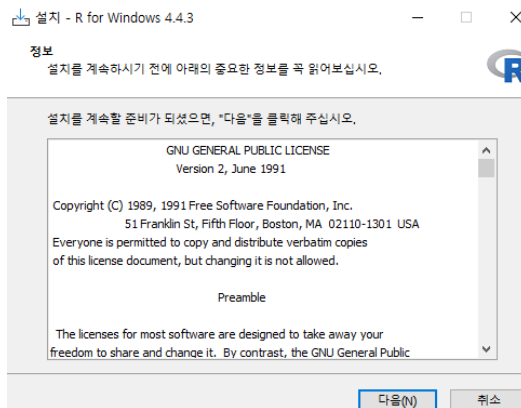 설치 - R for Windows 4.4.3
정보
설치를 계속하시기 전에 아래의 중요한 정보를 꼭 읽어보십시오.
R
설치를 계속할 준비가 되셨으면, "다음"을 클릭해 주십시오.
GNU GENERAL PUBLIC LICENSE
Version 2, June 1991
Copyright (C) 1989, 1991 Free Software Foundation, Inc.
51 Franklin St, Fifth Floor, Boston, MA 02110-1301 USA
Everyone is permitted to copy and distribute verbatim copies
of this license document, but changing it is not allowed.
Preamble
The licenses for most software are designed to take away your
freedom to share and change it. By contrast, the GNU General Public
다음(N)
취소